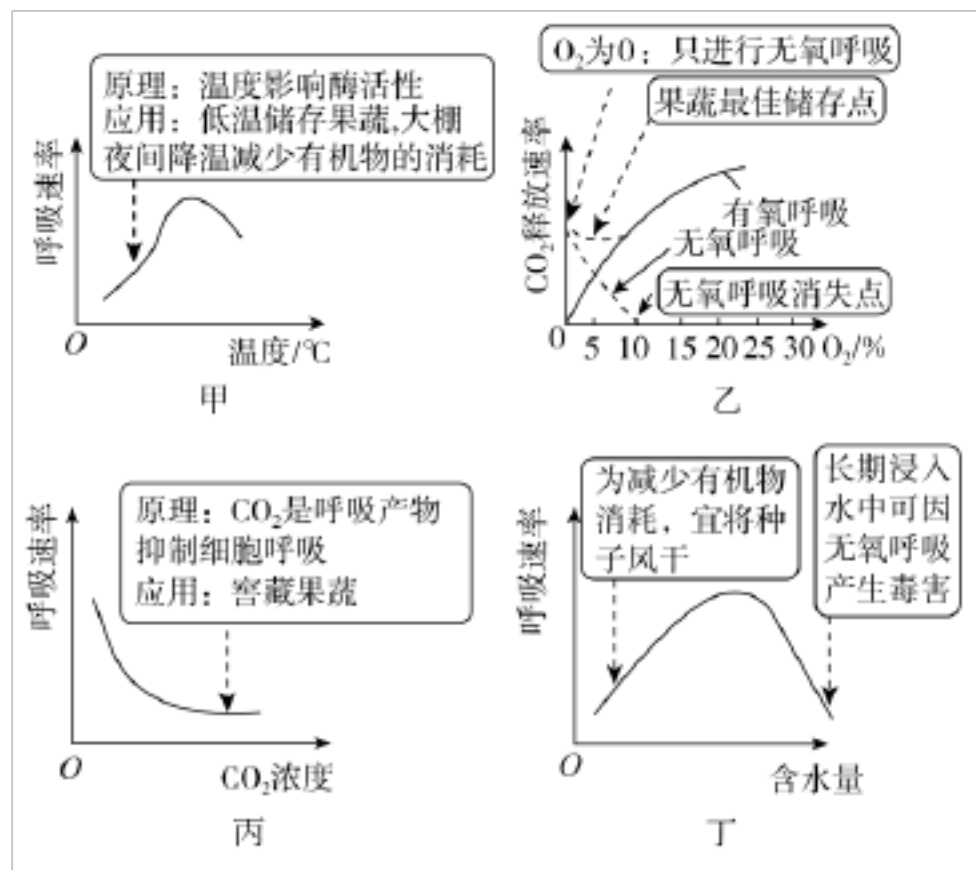 原理：温度影响酶活性
应用：低温储存果蔬,大棚
夜间降温减少有机物的消耗
呼吸速率
O
温度/℃
甲
O₂为0：只进行无氧呼吸
果蔬最佳储存点
CO₂释放速率
有氧呼吸
无氧呼吸
无氧呼吸消失点
0 5 10 15 20 25 30 O₂/%
乙
原理：CO₂是呼吸产物
抑制细胞呼吸
应用：窖藏果蔬
呼吸速率
O
CO₂浓度
丙
为减少有机物
消耗，宜将种
子风干
长期浸入
水中可因
无氧呼吸
产生毒害
呼吸速率
O
含水量
丁